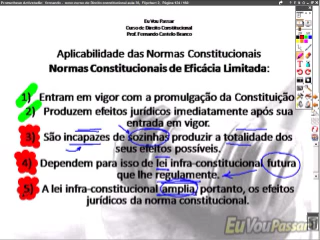 Eu Vou Passar
Curso de Direito Constitucional
Prof. Fernando Castelo Branco
Aplicabilidade das Normas Constitucionais
Normas Constitucionais de Eficácia Limitada:
1) Entram em vigor com a promulgação da Constituição
2) Produzem efeitos jurídicos imediatamente após sua
entrada em vigor.
3) São incapazes de sozinhas produzir a totalidade dos
seus efeitos possíveis.
4) Dependem para isso de lei infra-constitucional futura
que lhe regulamente.
5) A lei infra-constitucional amplia, portanto, os efeitos
jurídicos da norma constitucional.
EuVouPassar